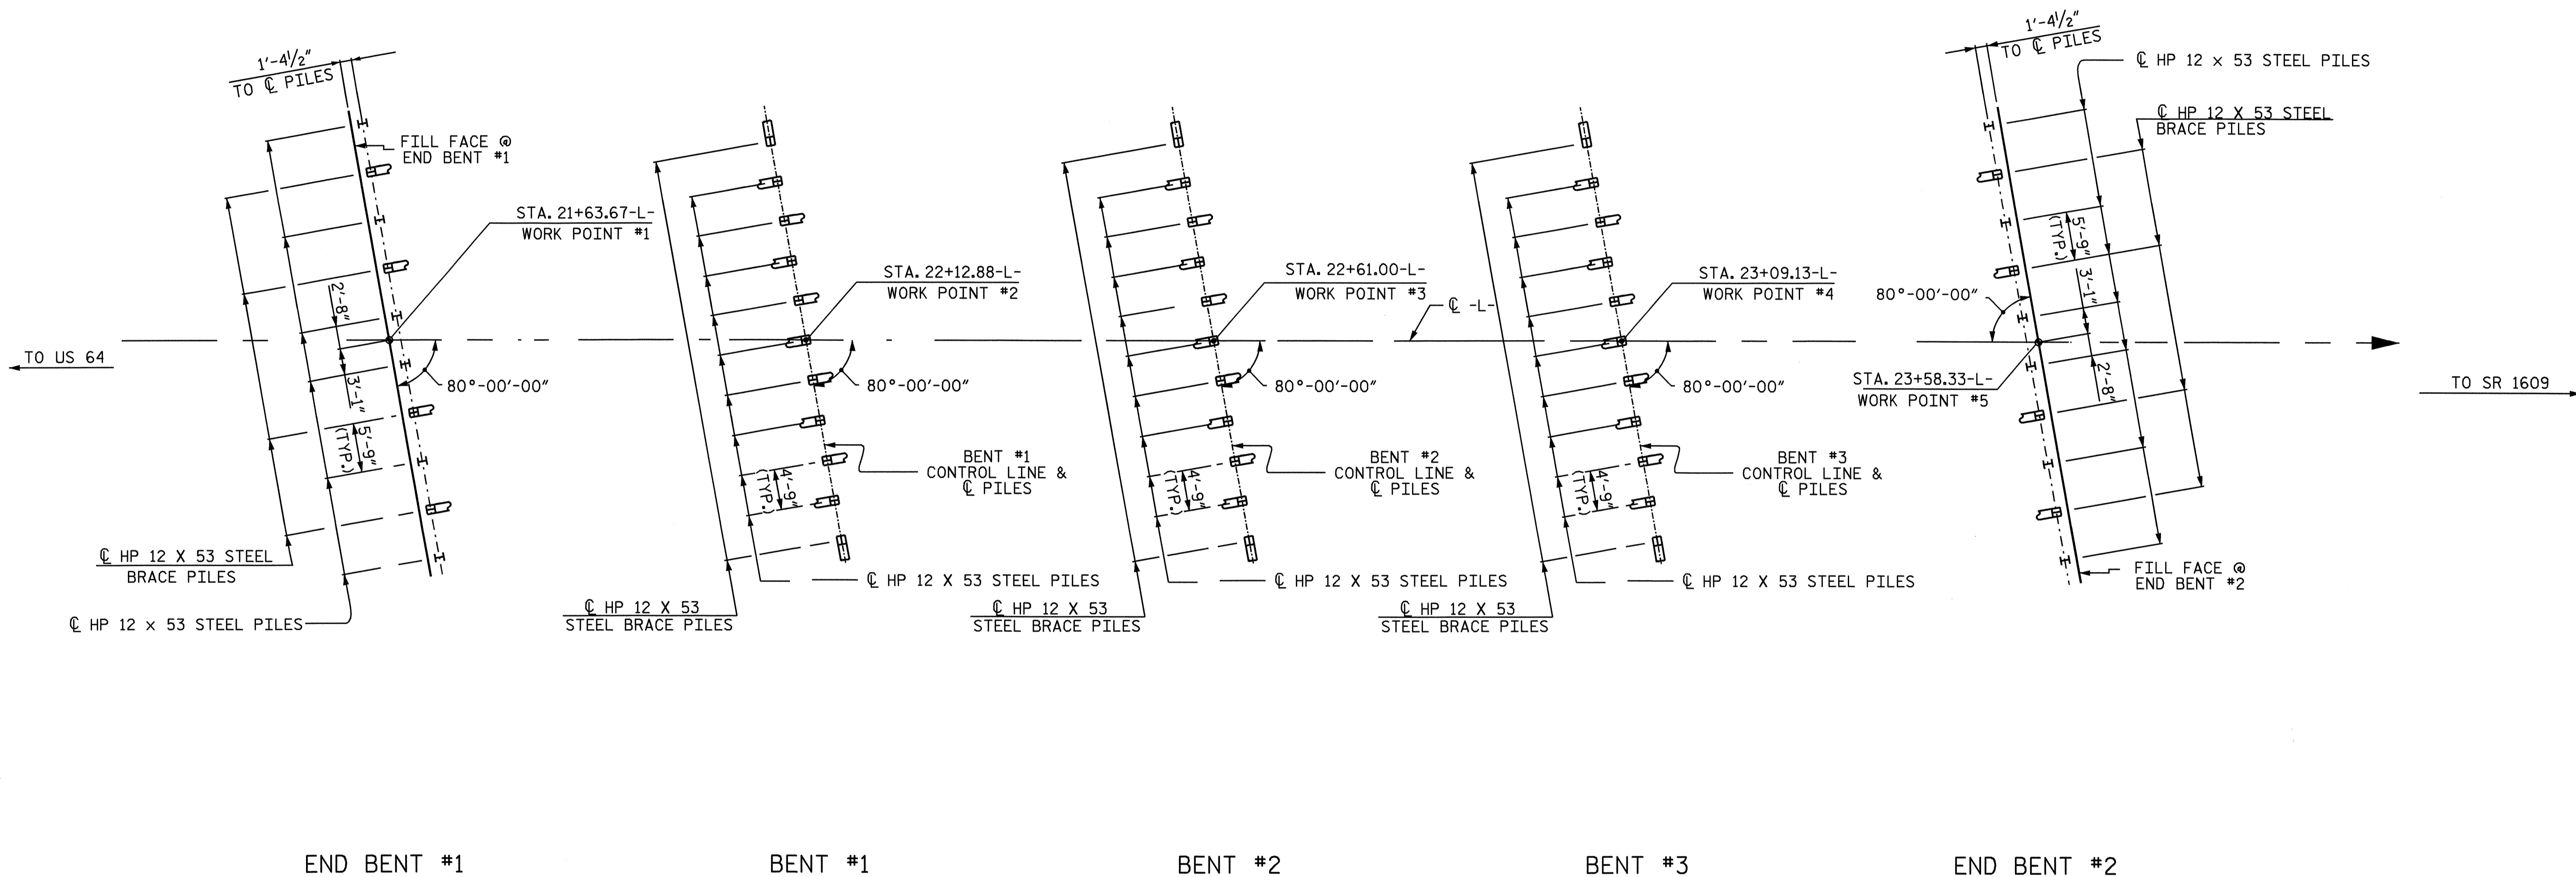 1'-4½"
TO ℄ PILES
FILL FACE @
END BENT #1
STA. 21+63.67-L-
WORK POINT #1
2'-8"
3'-1"
5'-9"
(TYP.)
80°-00'-00"
TO US 64
℄ HP 12 X 53 STEEL
BRACE PILES
℄ HP 12 x 53 STEEL PILES
STA. 22+12.88-L-
WORK POINT #2
80°-00'-00"
BENT #1
CONTROL LINE &
℄ PILES
4'-9"
(TYP.)
℄ HP 12 X 53 STEEL PILES
℄ HP 12 X 53
STEEL BRACE PILES
STA. 22+61.00-L-
WORK POINT #3
℄ -L-
80°-00'-00"
BENT #2
CONTROL LINE &
℄ PILES
4'-9"
(TYP.)
℄ HP 12 X 53 STEEL PILES
℄ HP 12 X 53
STEEL BRACE PILES
STA. 23+09.13-L-
WORK POINT #4
80°-00'-00"
BENT #3
CONTROL LINE &
℄ PILES
4'-9"
(TYP.)
℄ HP 12 X 53 STEEL PILES
℄ HP 12 X 53
STEEL BRACE PILES
1'-4½"
TO ℄ PILES
℄ HP 12 x 53 STEEL PILES
℄ HP 12 X 53 STEEL
BRACE PILES
5'-9"
(TYP.)
3'-1"
2'-8"
80°-00'-00"
STA. 23+58.33-L-
WORK POINT #5
TO SR 1609
FILL FACE @
END BENT #2
END BENT #1
BENT #1
BENT #2
BENT #3
END BENT #2